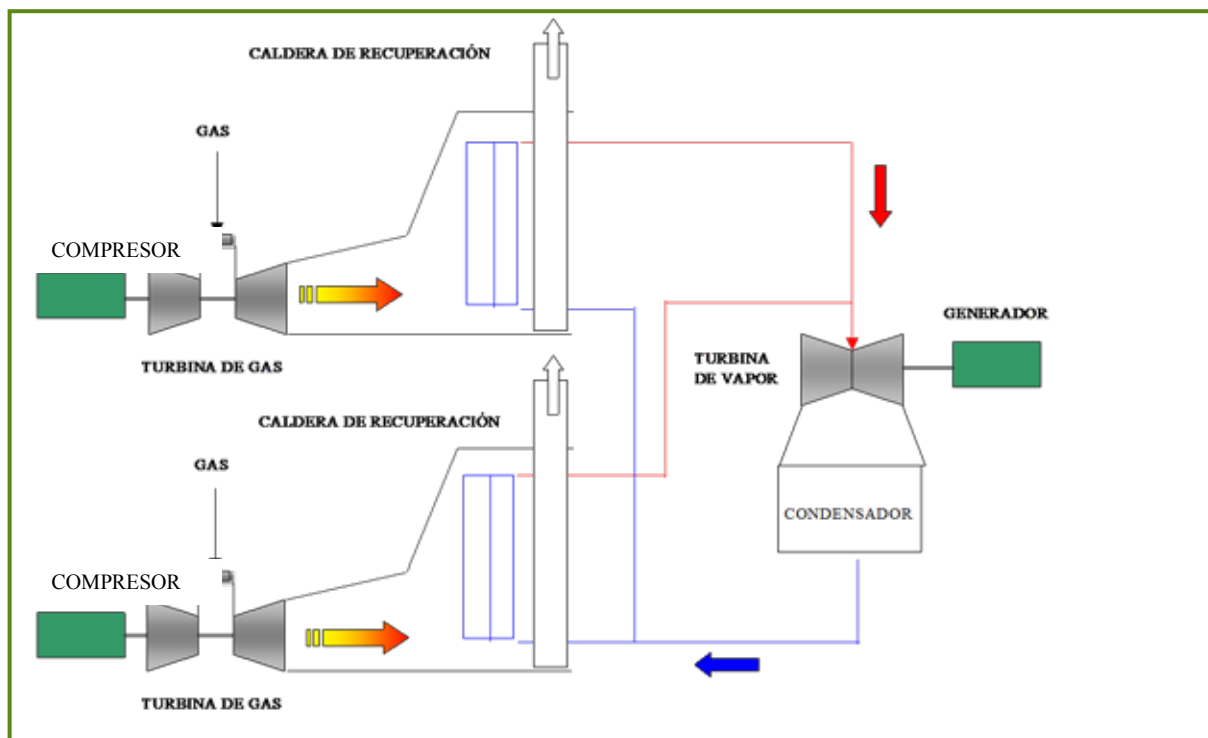 CALDERA DE RECUPERACIÓN
GAS
COMPRESOR
TURBINA DE GAS
GENERADOR
TURBINA
DE VAPOR
CONDENSADOR
CALDERA DE RECUPERACIÓN
GAS
COMPRESOR
TURBINA DE GAS